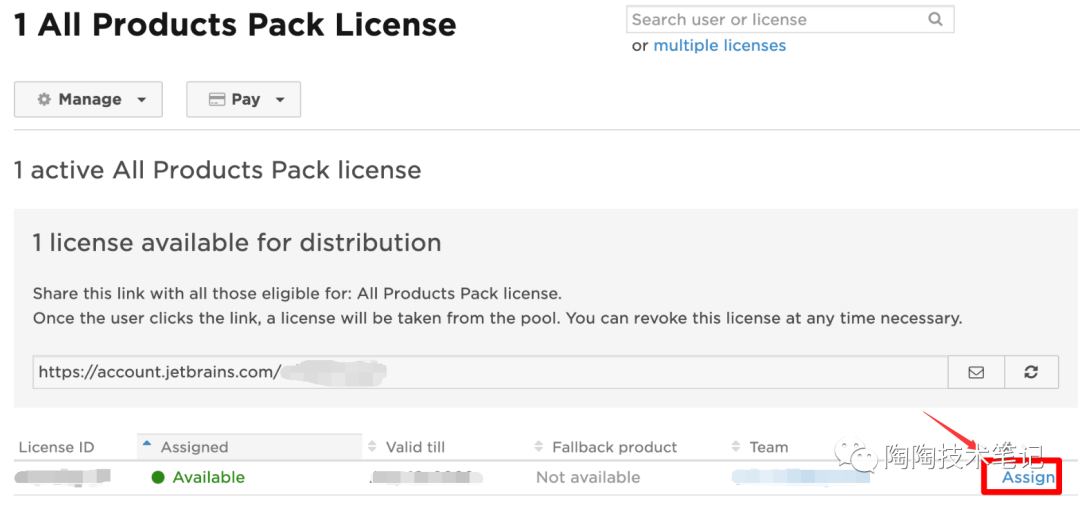 1 All Products Pack License
Search user or license
or multiple licenses
Manage
Pay
1 active All Products Pack license
1 license available for distribution
Share this link with all those eligible for: All Products Pack license.
Once the user clicks the link, a license will be taken from the pool. You can revoke this license at any time necessary.
https://account.jetbrains.com/
License ID Assigned Valid till Fallback product Team
陶陶技术笔记
Available Not available Assign